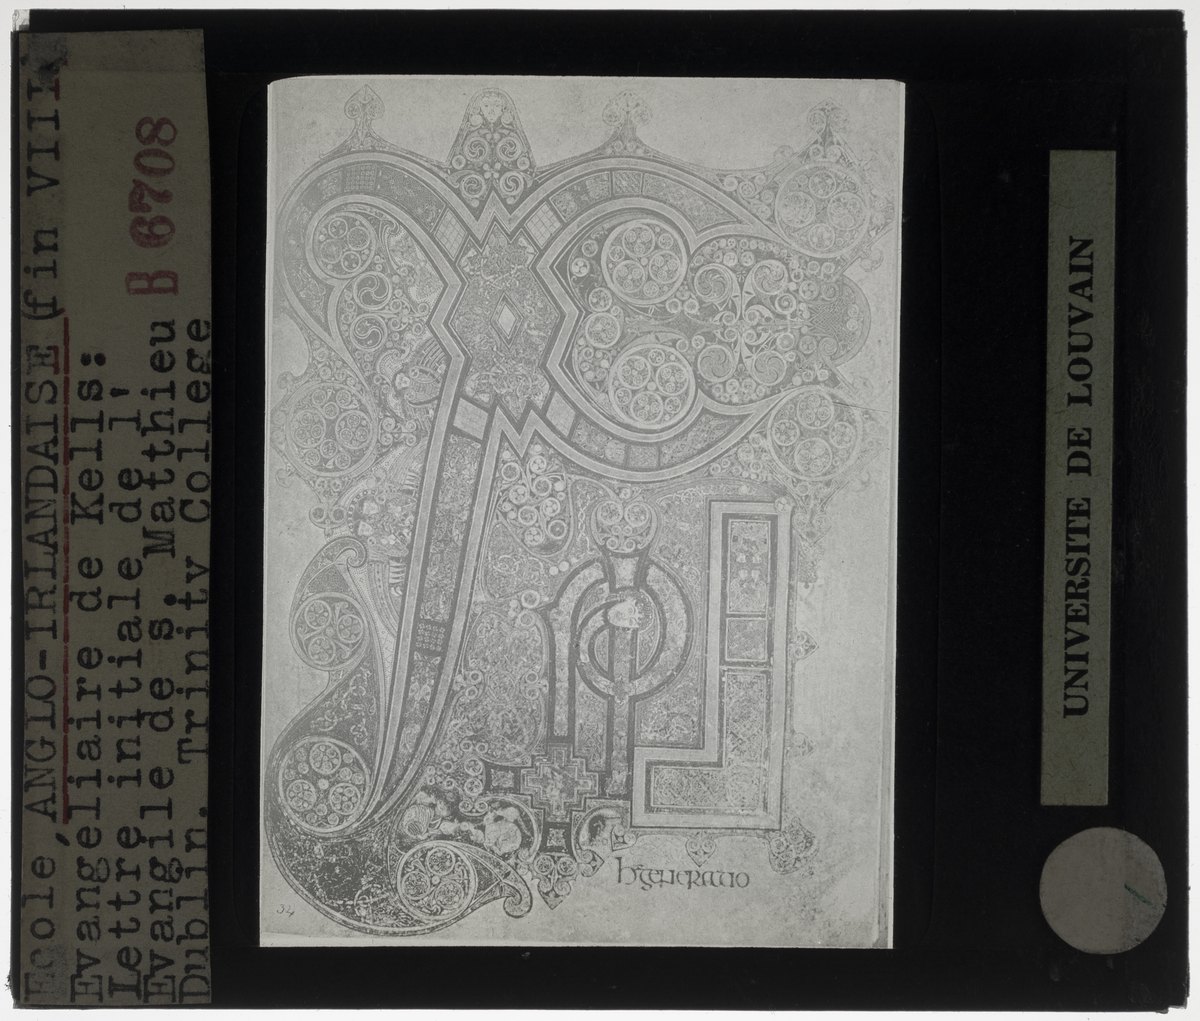 Ecole ANGLO-IRLANDAISE (fin VIII
Evangéliaire de Kells:
Lettre initiale de l'
Evangile de s. Matthieu
Dublin. Trinity College
B 6708
UNIVERSITE DE LOUVAIN
34
h generatio